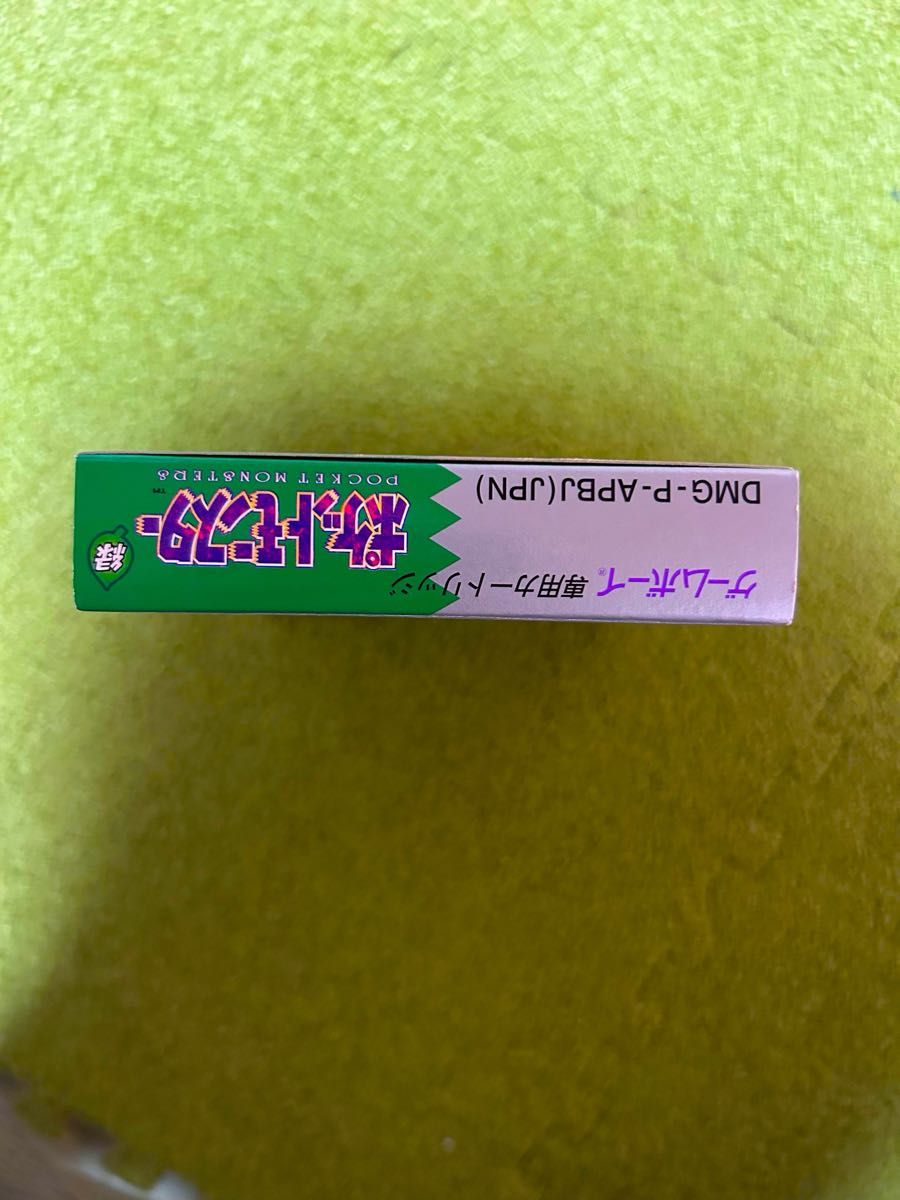 ゲームボーイ®専用カートリッジ
DMG-P-APBJ(JPN)
緑
ポケットモンスター
TM
POCKET MONSTERS